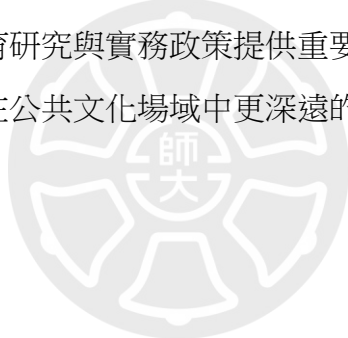 育研究與實務政策提供重要
在公共文化場域中更深遠的
師
大